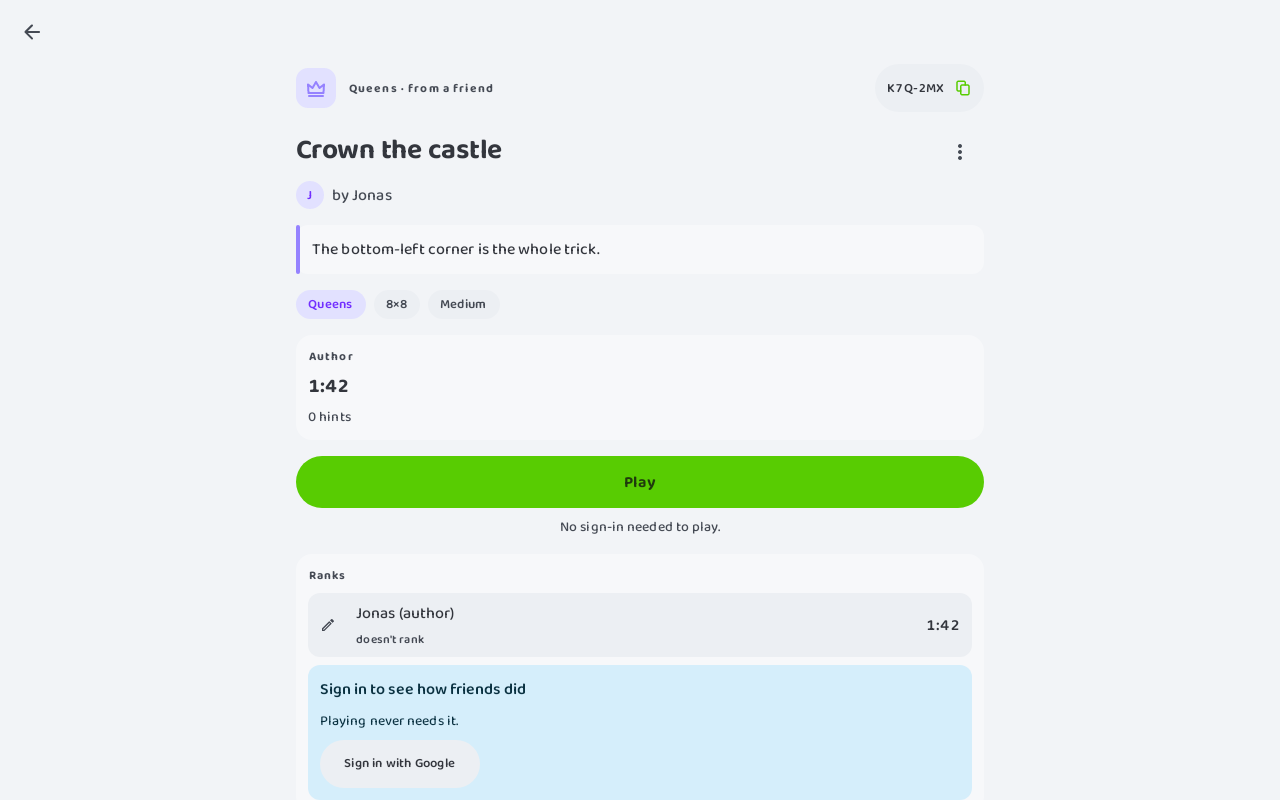 Queens · from a friend
K7Q-2MX
Crown the castle
J
by Jonas
The bottom-left corner is the whole trick.
Queens
8×8
Medium
Author
1:42
0 hints
Play
No sign-in needed to play.
Ranks
Jonas (author)
doesn't rank
1:42
Sign in to see how friends did
Playing never needs it.
Sign in with Google